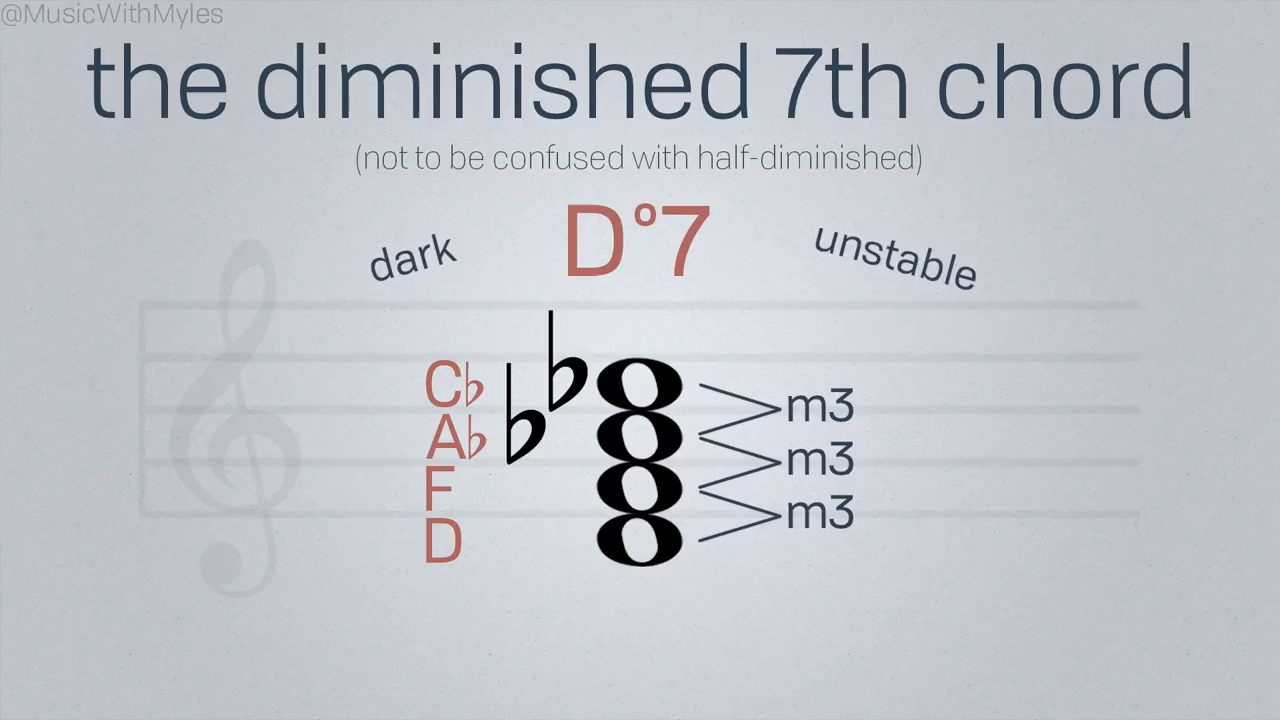 @MusicWithMyles
the diminished 7th chord
(not to be confused with half-diminished)
D°7
dark
unstable
C♭
A♭
F
D
m3
m3
m3